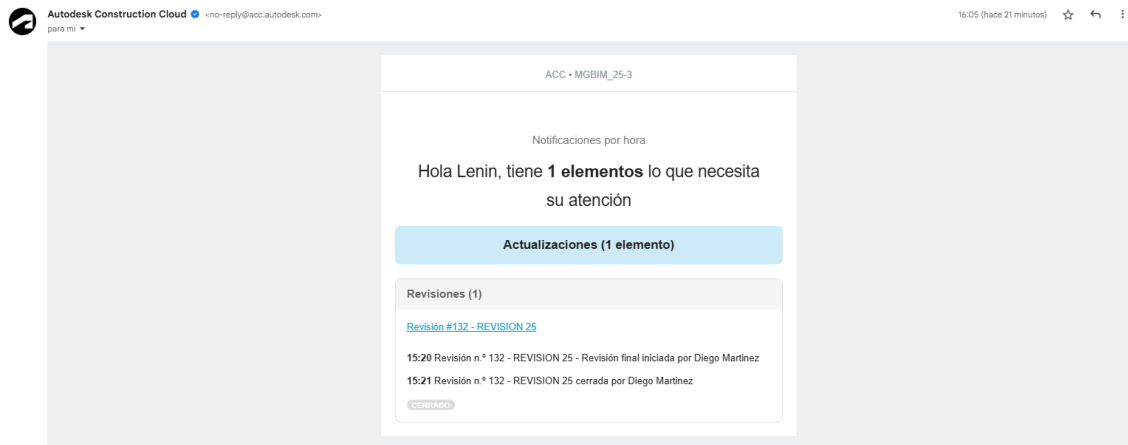 Autodesk Construction Cloud <no-reply@acc.autodesk.com>
16:05 (hace 21 minutos)
para mi
ACC • MGBIM_25-3
Notificaciones por hora
Hola Lenin, tiene 1 elementos lo que necesita
su atención
Actualizaciones (1 elemento)
Revisiones (1)
Revisión #132 - REVISION 25
15:20 Revisión n.º 132 - REVISION 25 - Revisión final iniciada por Diego Martinez
15:21 Revisión n.º 132 - REVISION 25 cerrada por Diego Martinez
CERRADO